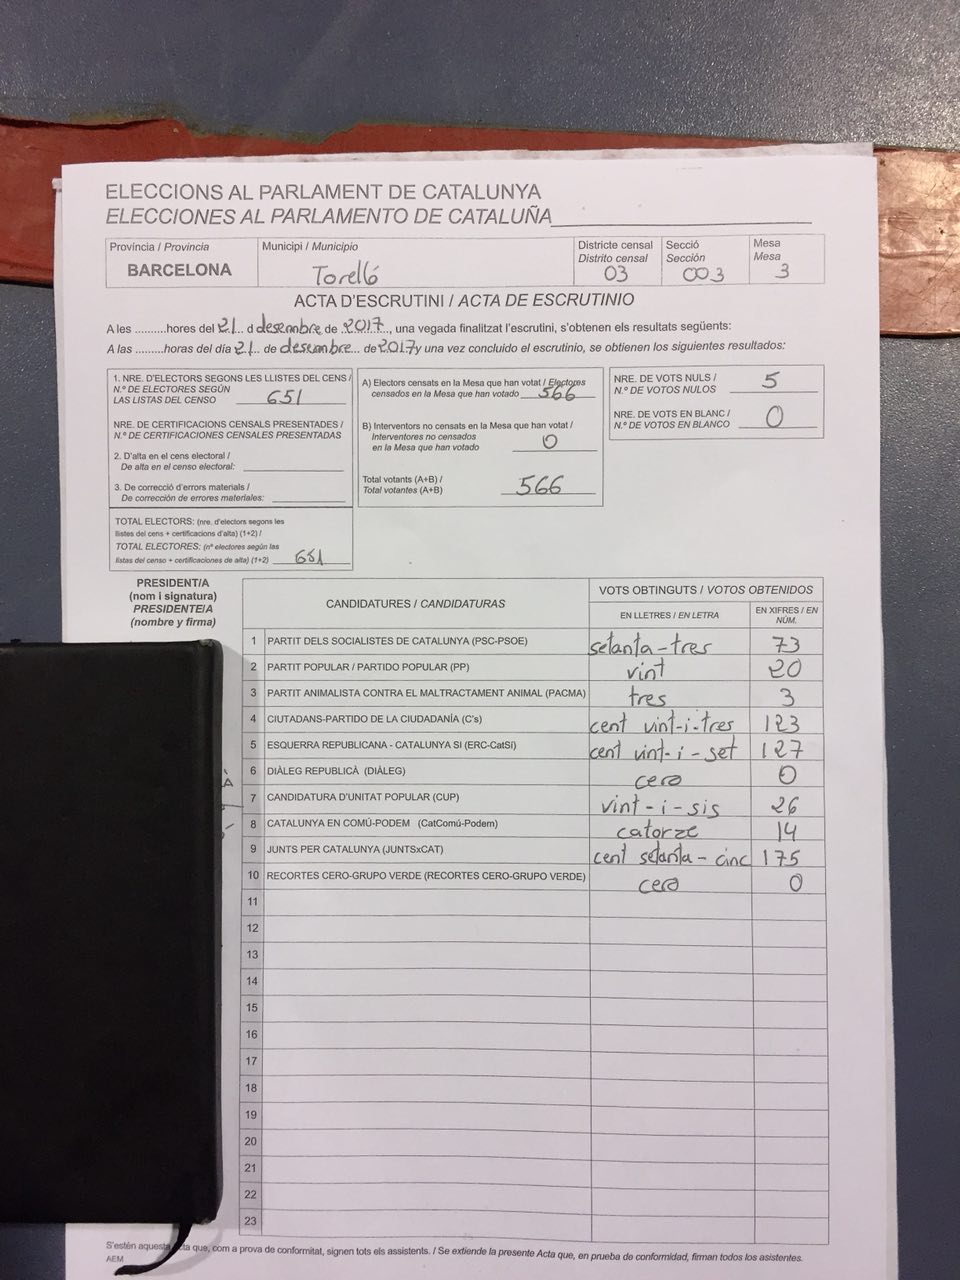 ELECCIONS AL PARLAMENT DE CATALUNYA
ELECCIONES AL PARLAMENTO DE CATALUÑA
Província / Provincia
BARCELONA
Municipi / Municipio
Torelló
Districte censal
Distrito censal
03
Secció
Sección
003
Mesa
Mesa
3
ACTA D'ESCRUTINI / ACTA DE ESCRUTINIO
A les ..........hores del 21 d desembre de 2017, una vegada finalitzat l'escrutini, s'obtenen els resultats següents:
A las ..........horas del día 21 de desembre de 2017 y una vez concluido el escrutinio, se obtienen los siguientes resultados:
1. NRE. D'ELECTORS SEGONS LES LLISTES DEL CENS /
N.º DE ELECTORES SEGÚN
LAS LISTAS DEL CENSO 651
NRE. DE CERTIFICACIONS CENSALS PRESENTADES /
N.º DE CERTIFICACIONES CENSALES PRESENTADAS
2. D'alta en el cens electoral /
De alta en el censo electoral:
3. De correcció d'errors materials /
De corrección de errores materiales:
TOTAL ELECTORS: (nre. d'electors segons les
llistes del cens + certificacions d'alta) (1+2) /
TOTAL ELECTORES: (nº electores según las
listas del censo + certificaciones de alta) (1+2) 651
A) Electors censats en la Mesa que han votat / Electores
censados en la Mesa que han votado 566
B) Interventors no censats en la Mesa que han votat /
Interventores no censados
en la Mesa que han votado 0
Total votants (A+B) /
Total votantes (A+B) 566
NRE. DE VOTS NULS /
N.º DE VOTOS NULOS 5
NRE. DE VOTS EN BLANC /
N.º DE VOTOS EN BLANCO 0
PRESIDENT/A
(nom i signatura)
PRESIDENTE/A
(nombre y firma)
CANDIDATURES / CANDIDATURAS
VOTS OBTINGUTS / VOTOS OBTENIDOS
EN LLETRES / EN LETRA
EN XIFRES / EN
NÚM.
1 PARTIT DELS SOCIALISTES DE CATALUNYA (PSC-PSOE) setanta-tres 73
2 PARTIT POPULAR / PARTIDO POPULAR (PP) vint 20
3 PARTIT ANIMALISTA CONTRA EL MALTRACTAMENT ANIMAL (PACMA) tres 3
4 CIUTADANS-PARTIDO DE LA CIUDADANÍA (C's) cent vint-i-tres 123
5 ESQUERRA REPUBLICANA - CATALUNYA SI (ERC-CatSí) cent vint-i-set 127
6 DIÀLEG REPUBLICÀ (DIÀLEG) cero 0
7 CANDIDATURA D'UNITAT POPULAR (CUP) vint-i-sis 26
8 CATALUNYA EN COMÚ-PODEM (CatComú-Podem) catorze 14
9 JUNTS PER CATALUNYA (JUNTSxCAT) cent setanta-cinc 175
10 RECORTES CERO-GRUPO VERDE (RECORTES CERO-GRUPO VERDE) cero 0
11
12
13
14
15
16
17
18
19
20
21
22
23
S'estén aquesta Acta que, com a prova de conformitat, signen tots els assistents. / Se extiende la presente Acta que, en prueba de conformidad, firman todos los asistentes.
AEM